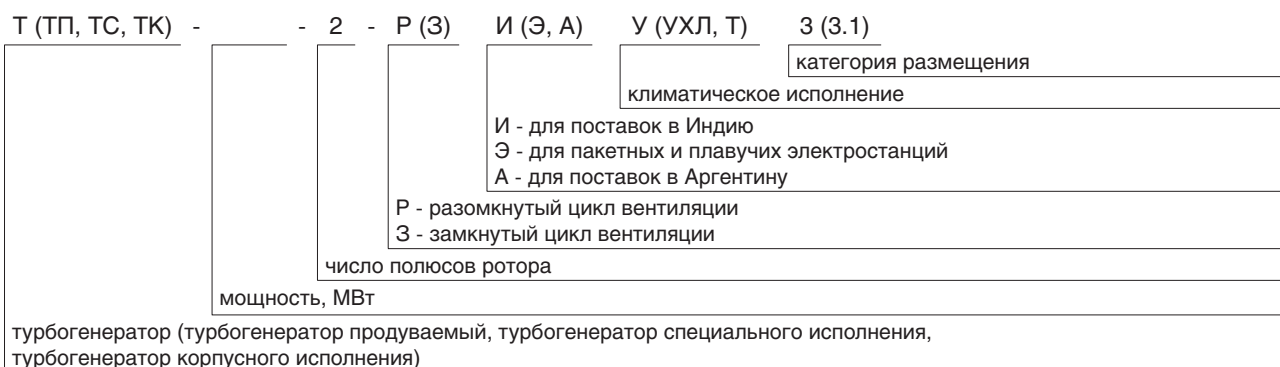 Т (ТП, ТС, ТК) - - 2 - Р (З) И (Э, А) У (УХЛ, Т) 3 (3.1)
категория размещения
климатическое исполнение
И - для поставок в Индию
Э - для пакетных и плавучих электростанций
А - для поставок в Аргентину
Р - разомкнутый цикл вентиляции
З - замкнутый цикл вентиляции
число полюсов ротора
мощность, МВт
турбогенератор (турбогенератор продуваемый, турбогенератор специального исполнения,
турбогенератор корпусного исполнения)